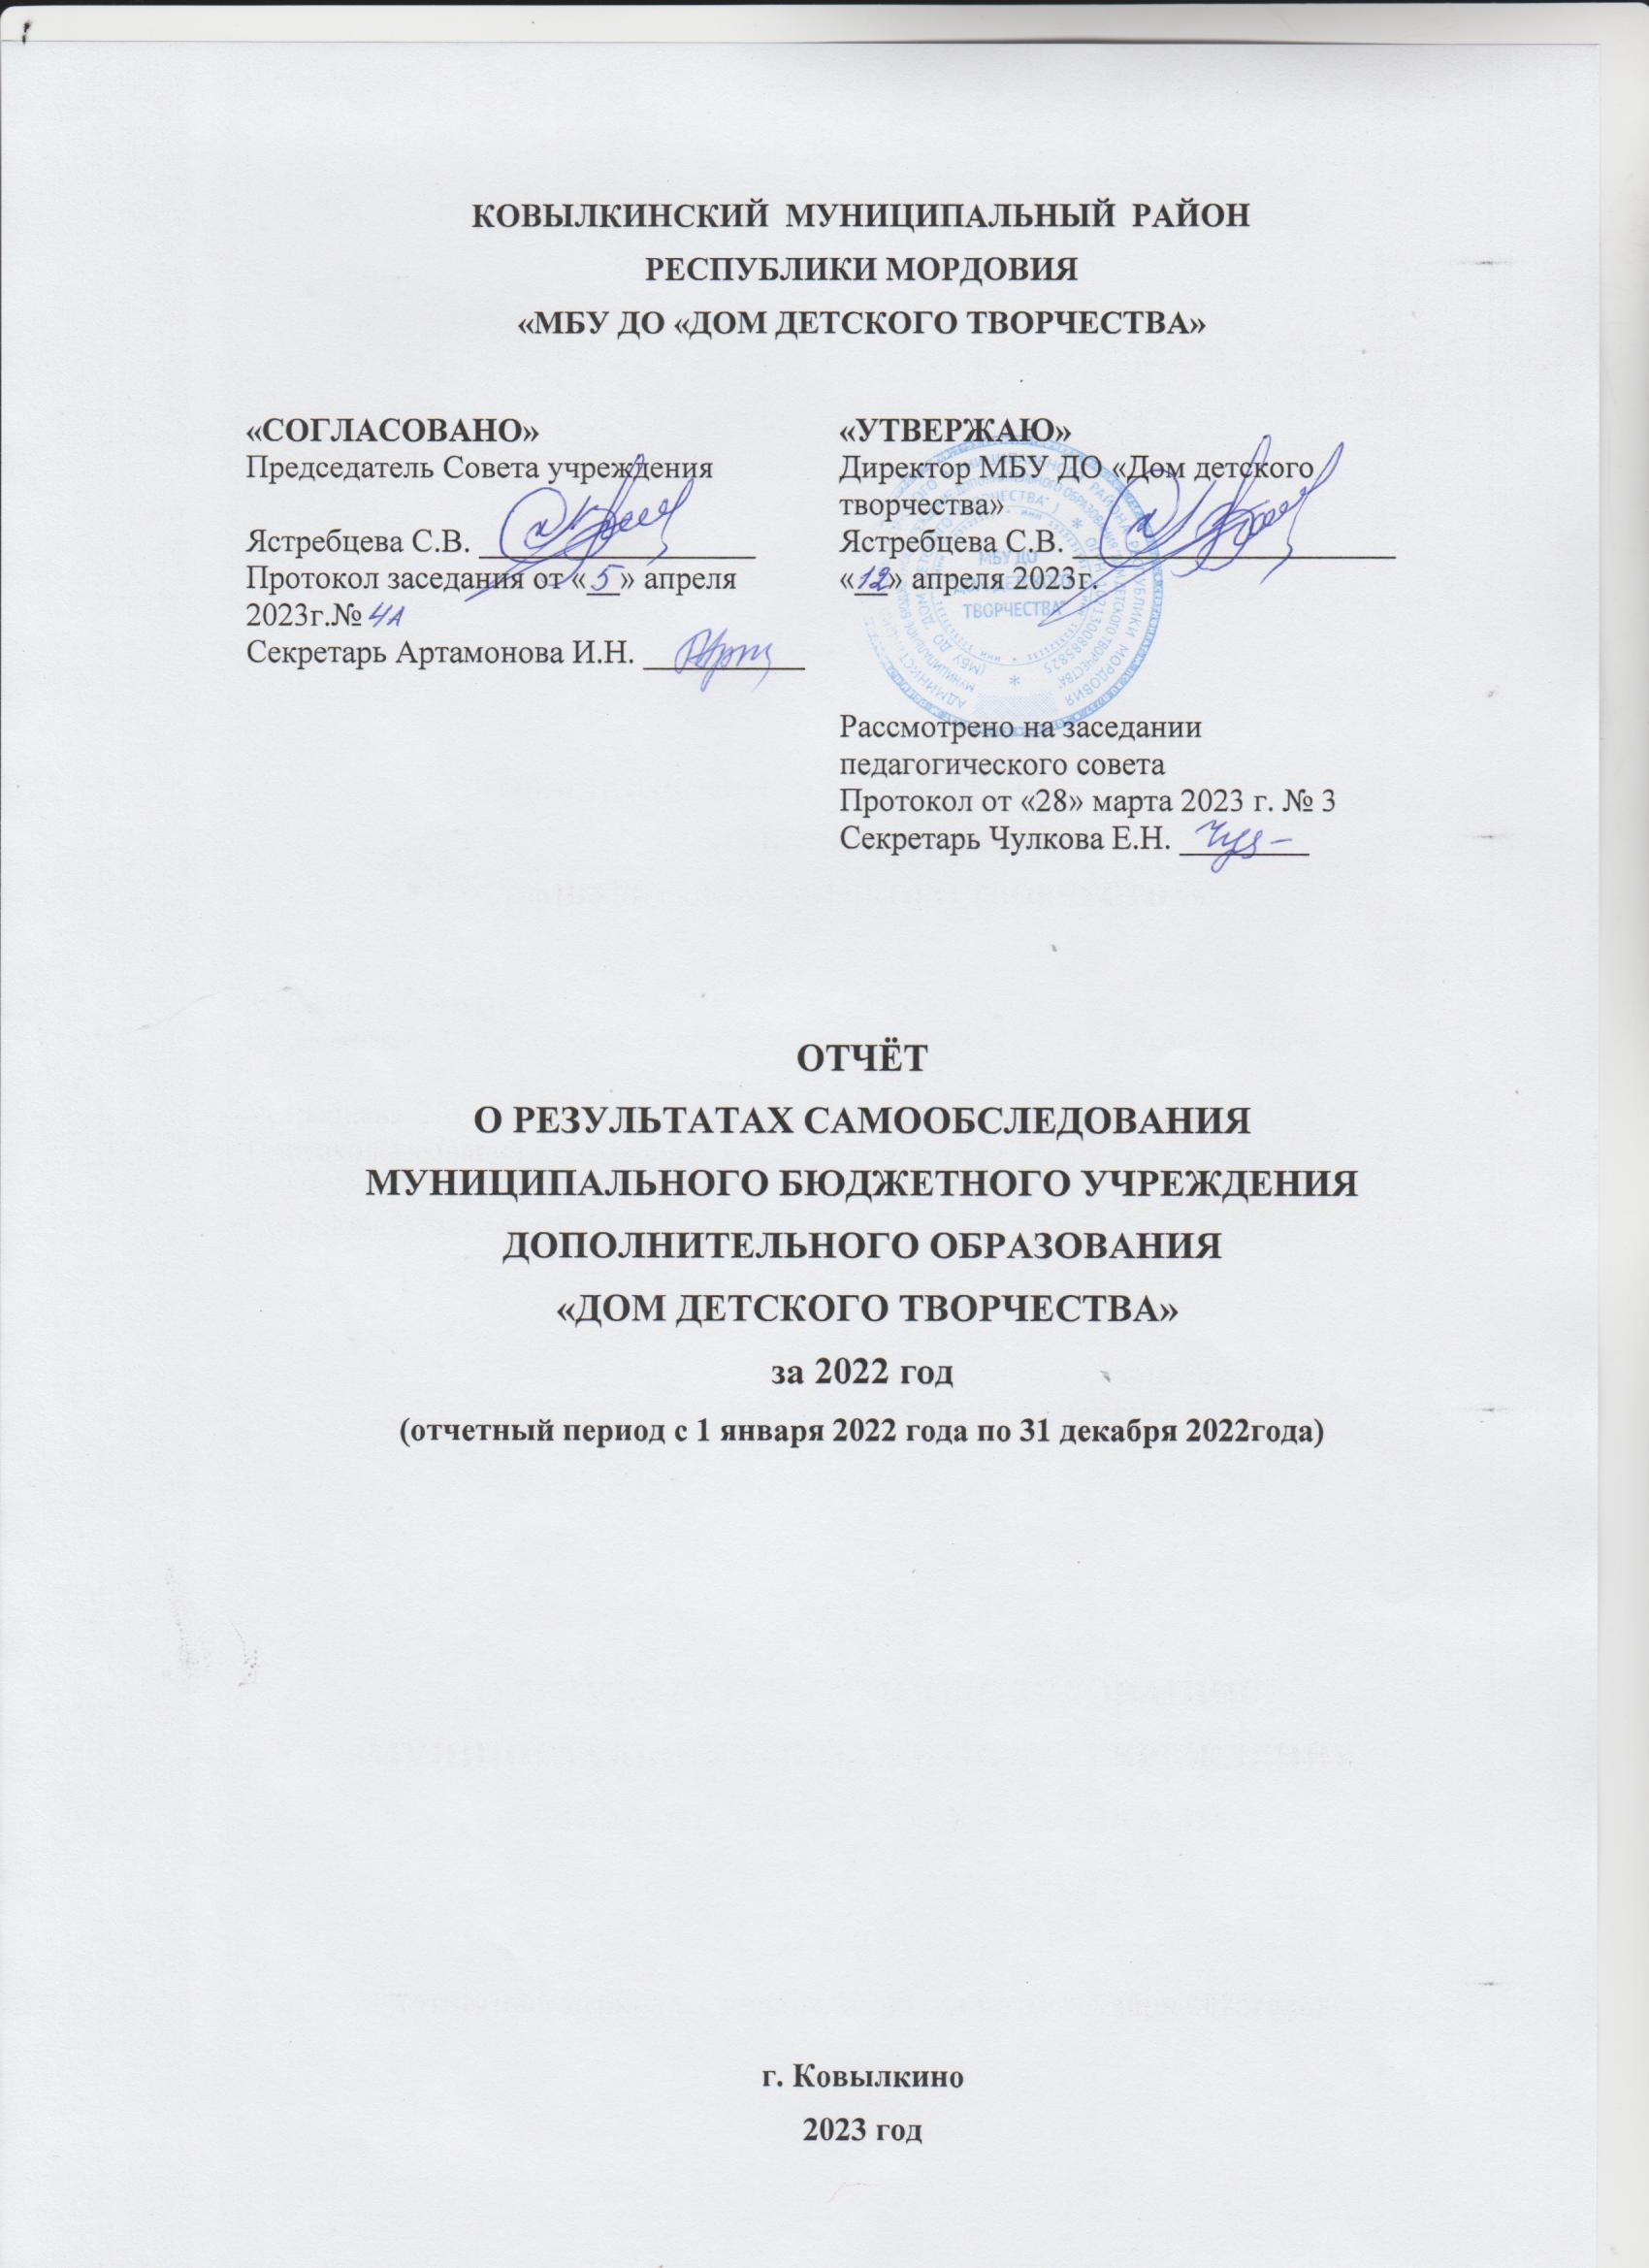 КОВЫЛКИНСКИЙ МУНИЦИПАЛЬНЫЙ РАЙОН
РЕСПУБЛИКИ МОРДОВИЯ
«МБУ ДО «ДОМ ДЕТСКОГО ТВОРЧЕСТВА»
«СОГЛАСОВАНО»
Председатель Совета учреждения
Ястребцева С.В.
Протокол заседания от «5» апреля
2023г.№ 4А
Секретарь Артамонова И.Н.
«УТВЕРЖАЮ»
Директор МБУ ДО «Дом детского
творчества»
Ястребцева С.В.
«12» апреля 2023г.
МБУ ДО
ТВОРЧЕСТВА"
Рассмотрено на заседании
педагогического совета
Протокол от «28» марта 2023 г. № 3
Секретарь Чулкова Е.Н.
ОТЧЁТ
О РЕЗУЛЬТАТАХ САМООБСЛЕДОВАНИЯ
МУНИЦИПАЛЬНОГО БЮДЖЕТНОГО УЧРЕЖДЕНИЯ
ДОПОЛНИТЕЛЬНОГО ОБРАЗОВАНИЯ
«ДОМ ДЕТСКОГО ТВОРЧЕСТВА»
за 2022 год
(отчетный период с 1 января 2022 года по 31 декабря 2022года)
г. Ковылкино
2023 год